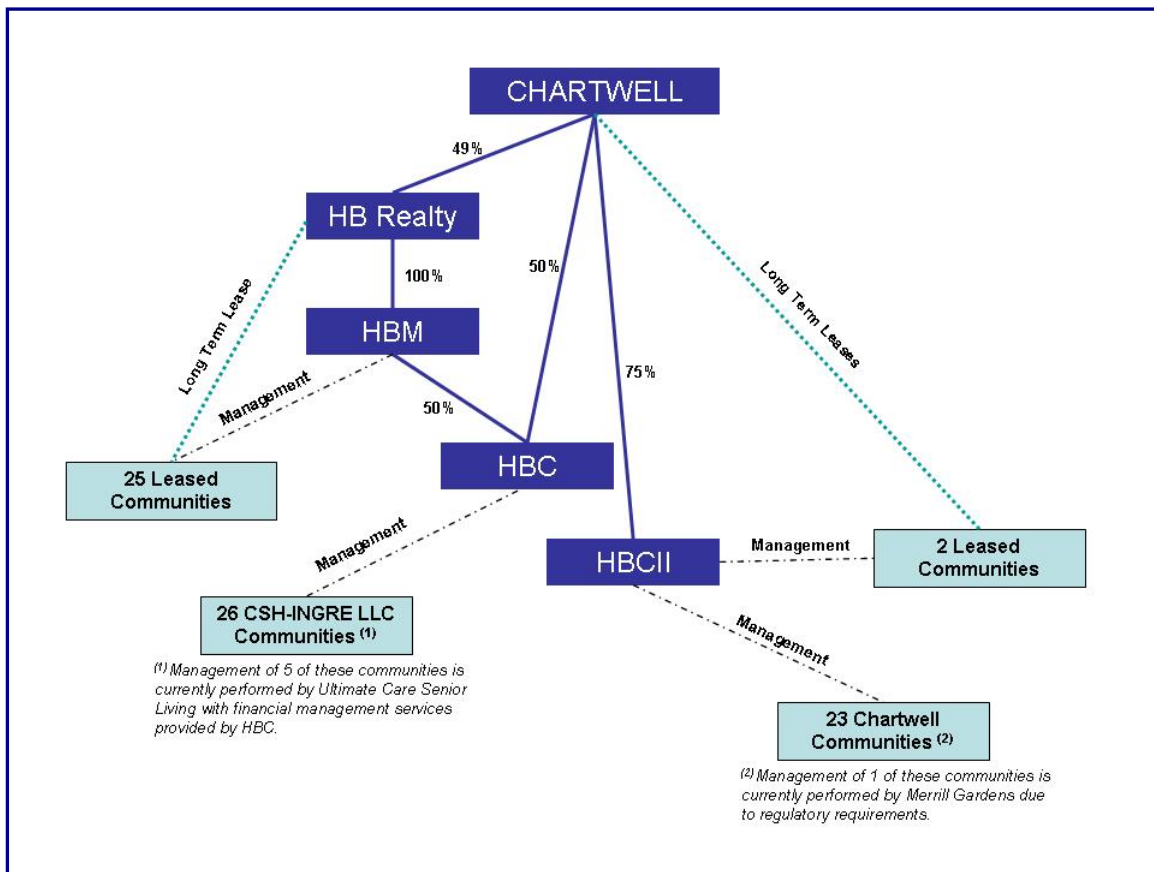 CHARTWELL
49%
HB Realty
50%
Long Term Leases
100%
Long Term Lease
HBM
75%
Management
50%
HBC
25 Leased
Communities
Management
HBCII
Management
2 Leased
Communities
26 CSH-INGRE LLC
Communities (1)
Management
(1) Management of 5 of these communities is
currently performed by Ultimate Care Senior
Living with financial management services
provided by HBC.
23 Chartwell
Communities (2)
(2) Management of 1 of these communities is
currently performed by Merrill Gardens due
to regulatory requirements.